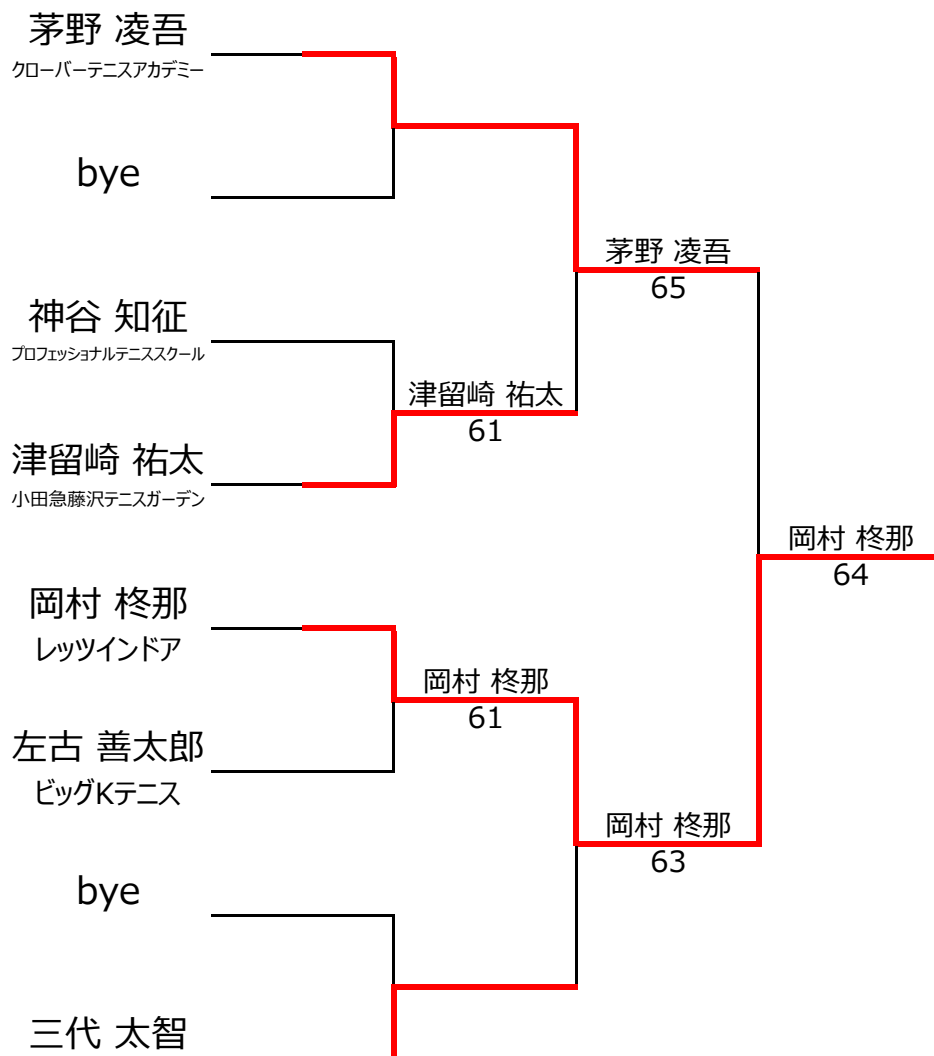 茅野 凌吾
クローバーテニスアカデミー
bye
茅野 凌吾
65
神谷 知征
プロフェッショナルテニススクール
津留崎 祐太
61
津留崎 祐太
小田急藤沢テニスガーデン
岡村 柊那
64
岡村 柊那
レッツインドア
岡村 柊那
61
左古 善太郎
ビッグKテニス
岡村 柊那
63
bye
三代 太智